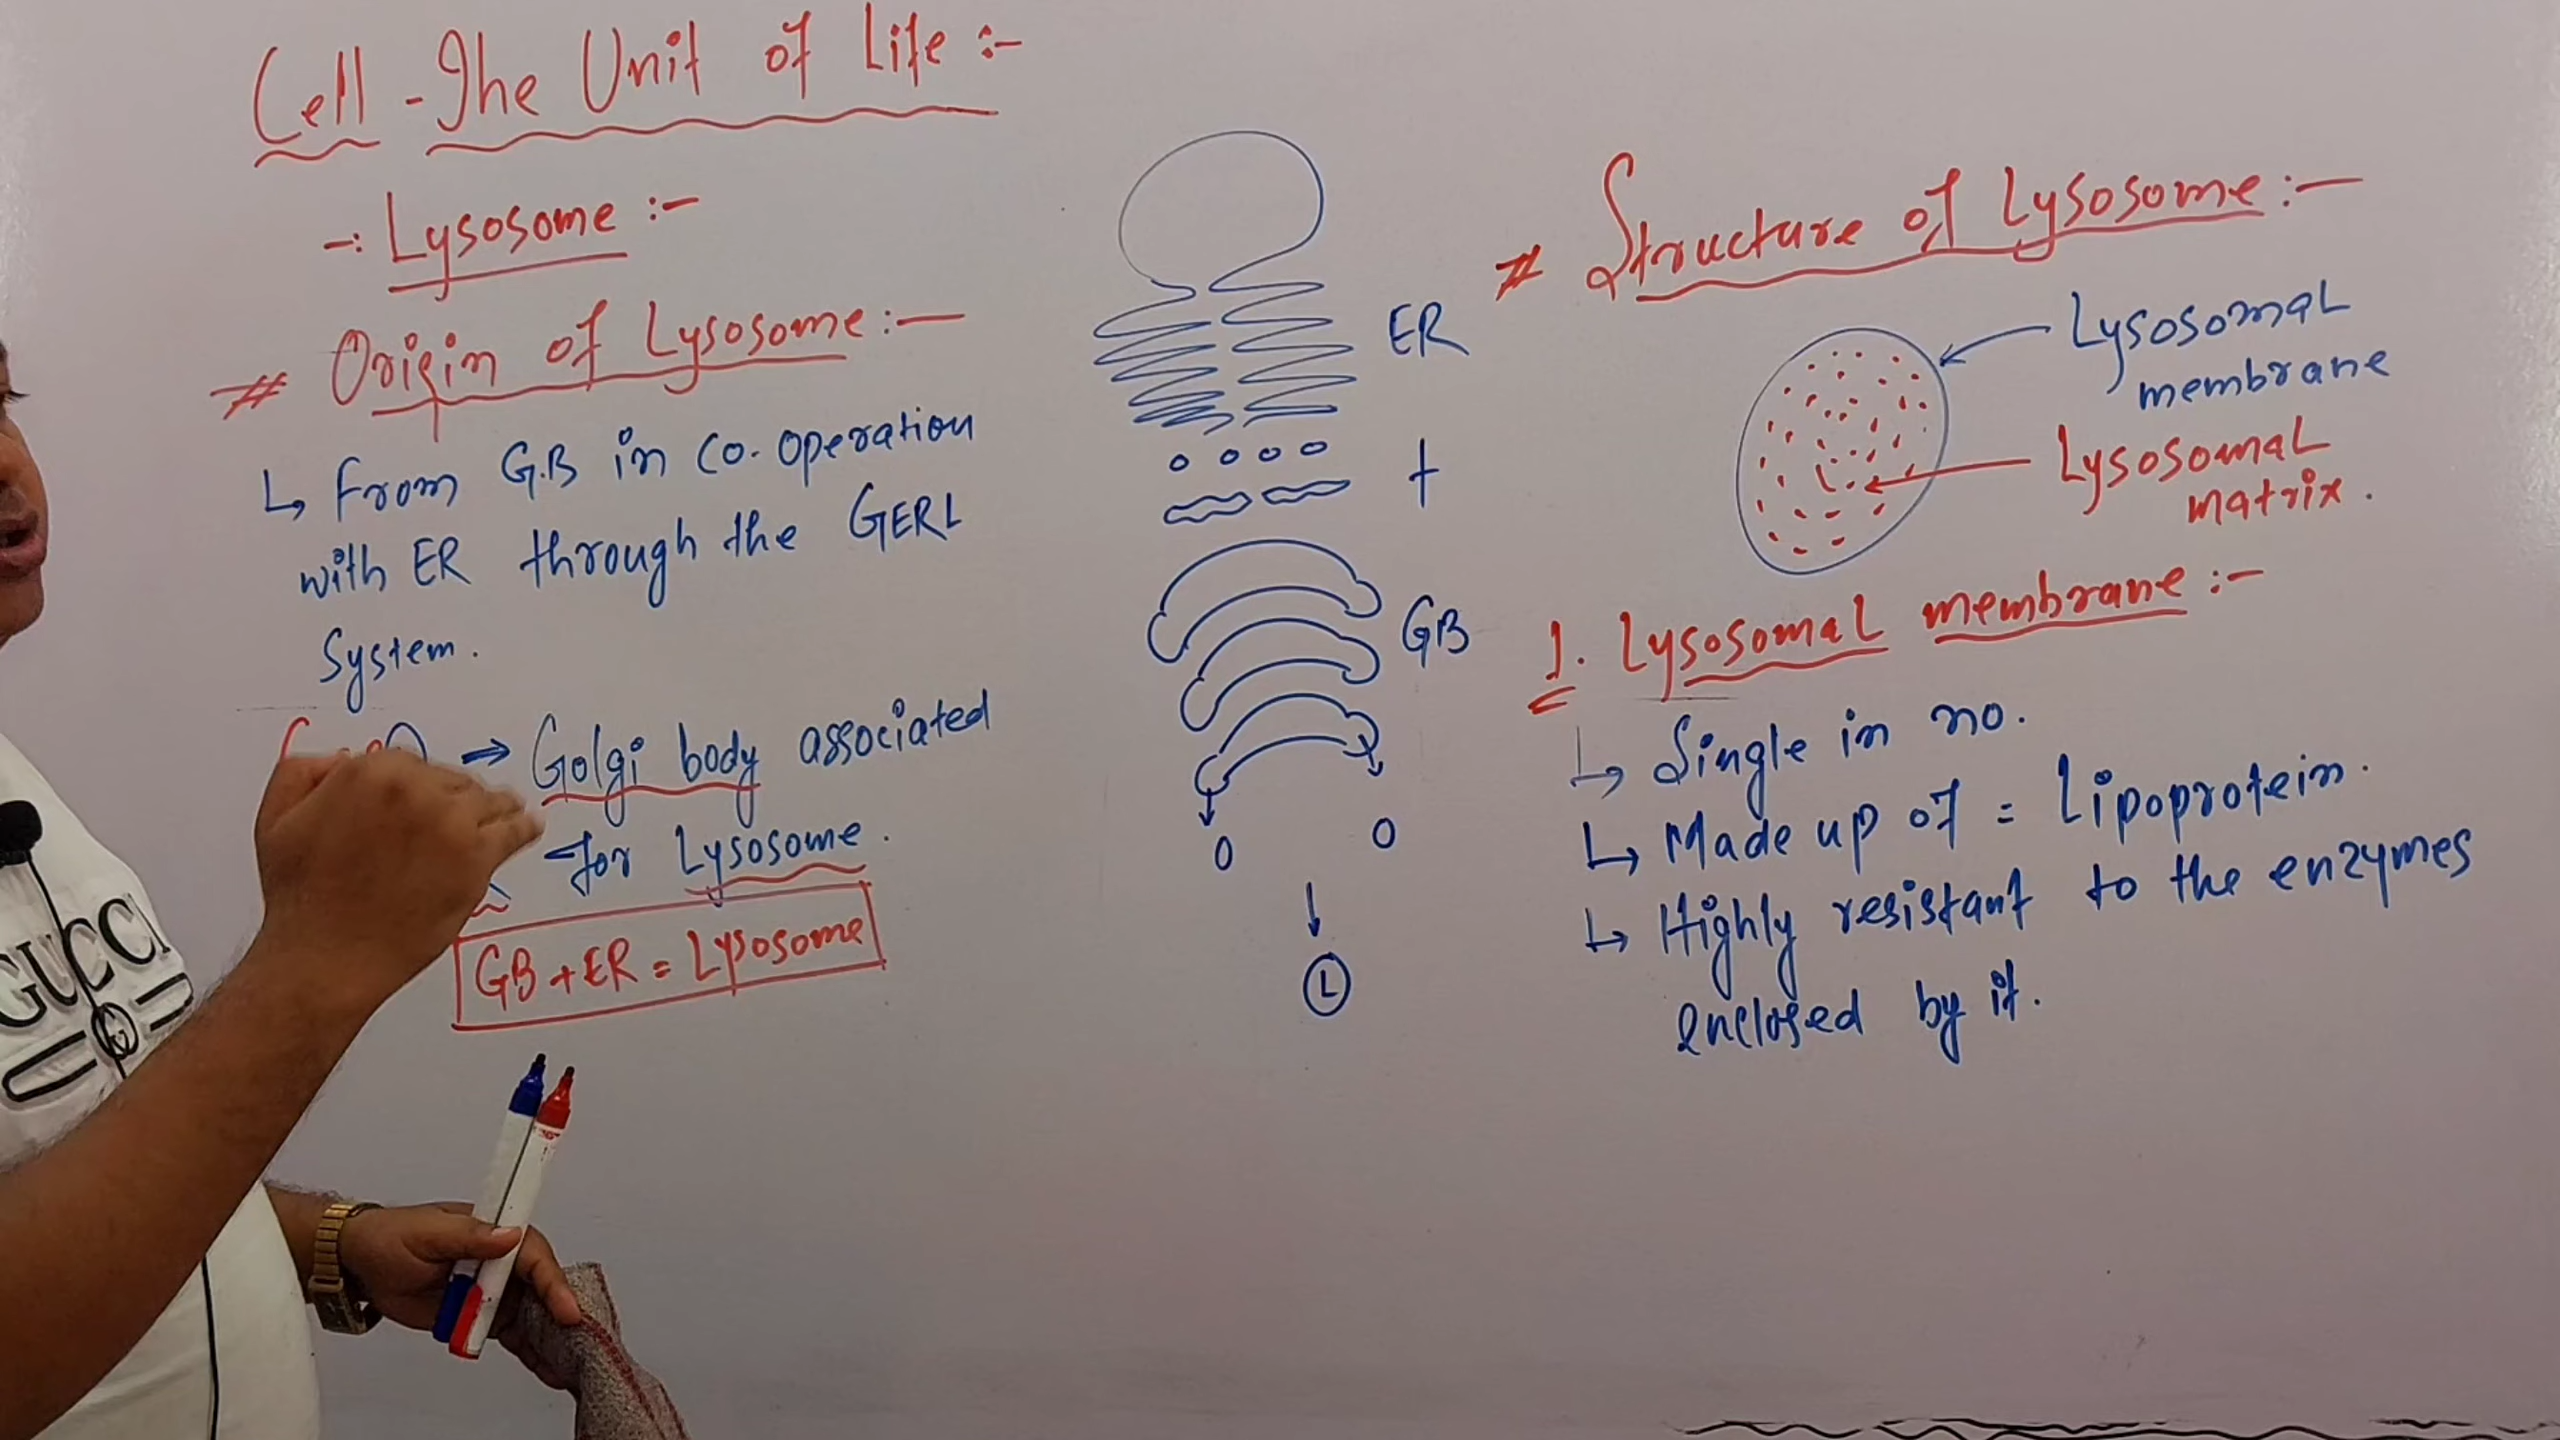 Cell - The Unit of Life :-
-: Lysosome :-
# Origin of Lysosome :-
↳ From G.B in co-operation
with ER through the GERL
System.
→ Golgi body associated
for Lysosome.
GB + ER = Lysosome
ER
+
GB
L
# Structure of Lysosome :-
Lysosomal
membrane
Lysosomal
matrix.
1. Lysosomal membrane :-
↳ Single in no.
↳ Made up of = Lipoprotein.
↳ Highly resistant to the enzymes
enclosed by it.
GUCCI
G